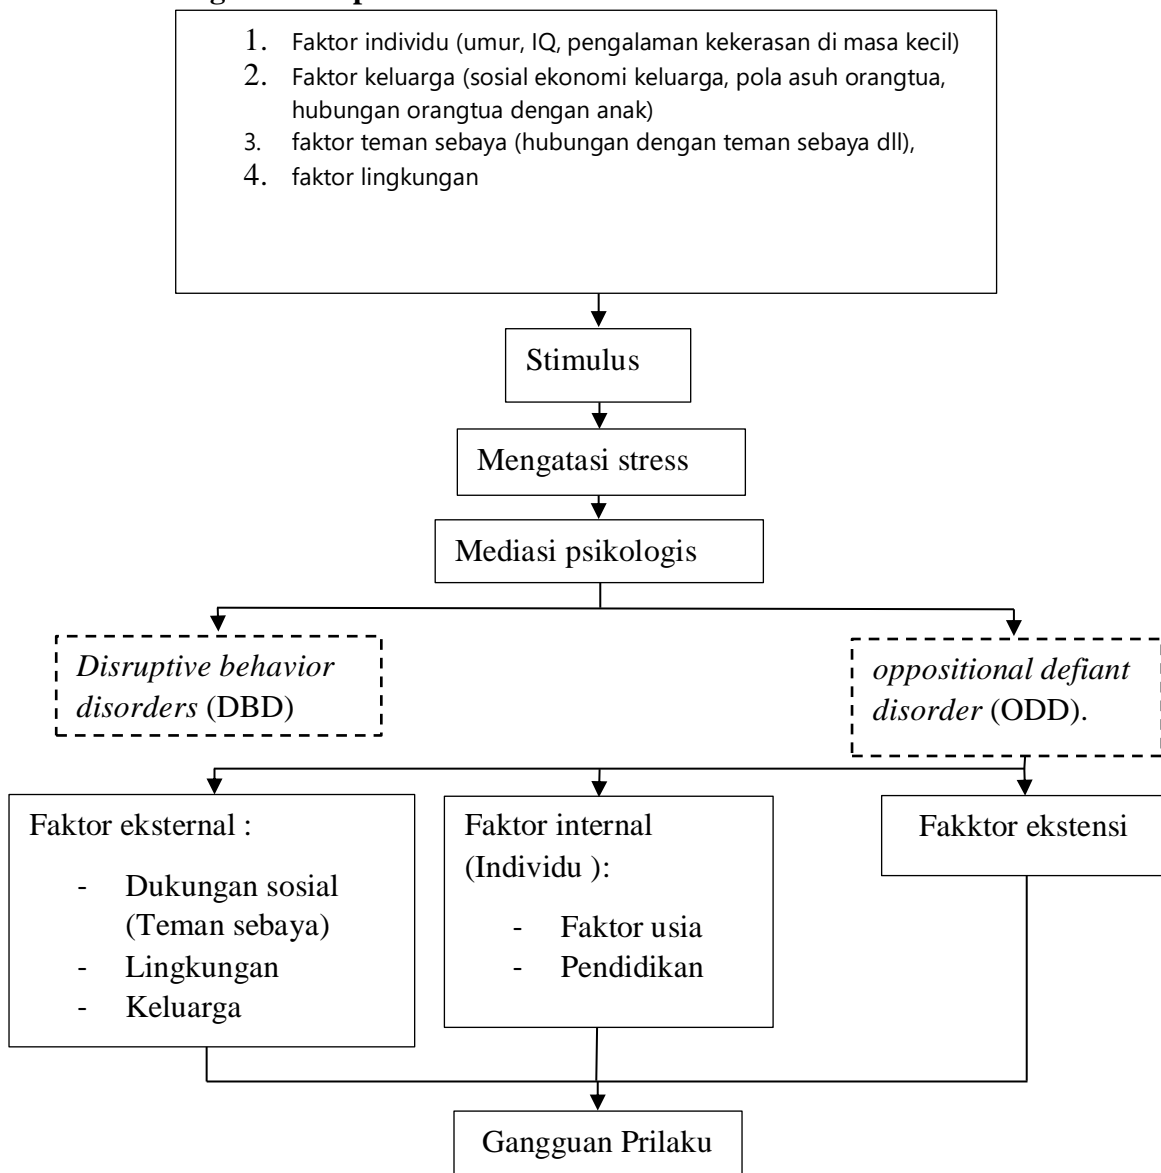 1. Faktor individu (umur, IQ, pengalaman kekerasan di masa kecil)
2. Faktor keluarga (sosial ekonomi keluarga, pola asuh orangtua,
hubungan orangtua dengan anak)
3. faktor teman sebaya (hubungan dengan teman sebaya dll),
4. faktor lingkungan
Stimulus
Mengatasi stress
Mediasi psikologis
Disruptive behavior
disorders (DBD)
oppositional defiant
disorder (ODD).
Faktor eksternal :
- Dukungan sosial
(Teman sebaya)
- Lingkungan
- Keluarga
Faktor internal
(Individu ):
- Faktor usia
- Pendidikan
Fakktor ekstensi
Gangguan Prilaku